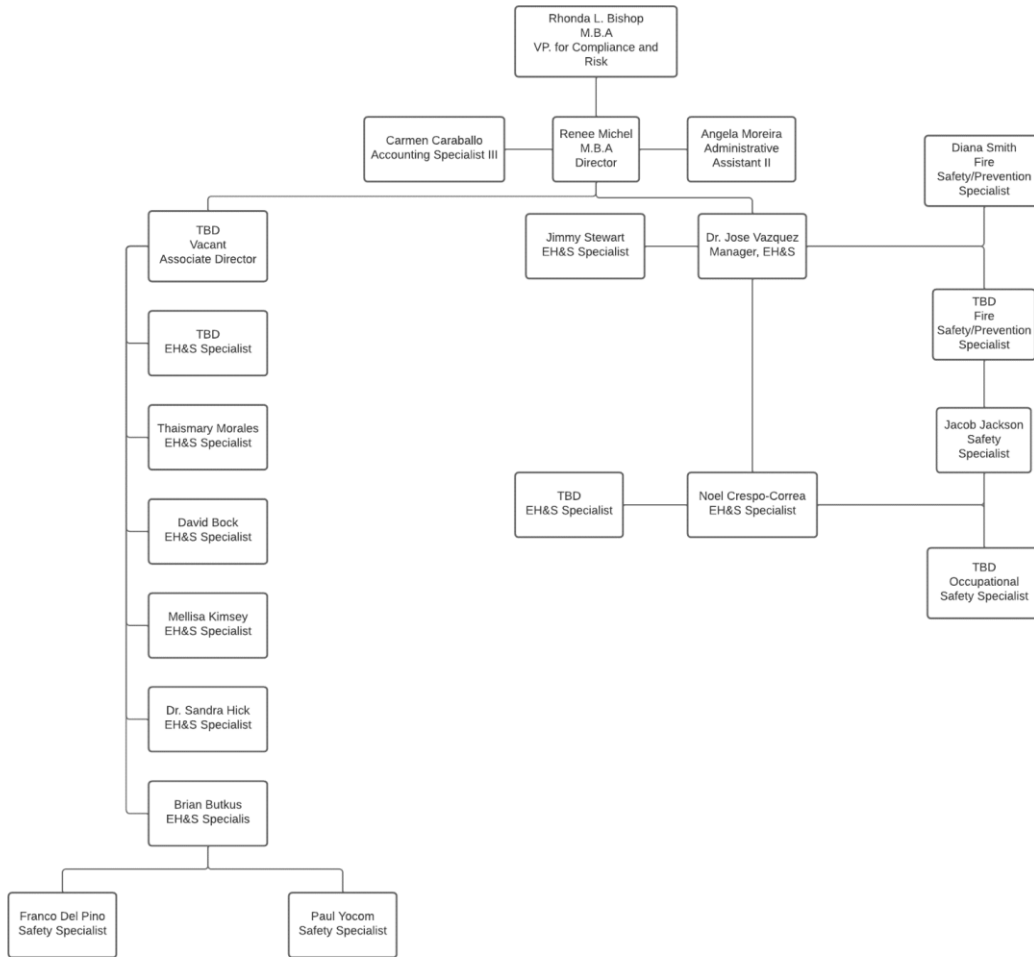 Rhonda L. Bishop
M.B.A
VP. for Compliance and
Risk
Carmen Caraballo
Accounting Specialist III
Renee Michel
M.B.A
Director
Angela Moreira
Administrative
Assistant II
Diana Smith
Fire
Safety/Prevention
Specialist
TBD
Vacant
Associate Director
Jimmy Stewart
EH&S Specialist
Dr. Jose Vazquez
Manager, EH&S
TBD
EH&S Specialist
TBD
Fire
Safety/Prevention
Specialist
Thaismary Morales
EH&S Specialist
Jacob Jackson
Safety
Specialist
David Bock
EH&S Specialist
TBD
EH&S Specialist
Noel Crespo-Correa
EH&S Specialist
TBD
Occupational
Safety Specialist
Mellisa Kimsey
EH&S Specialist
Dr. Sandra Hick
EH&S Specialist
Brian Butkus
EH&S Specialis
Franco Del Pino
Safety Specialist
Paul Yocom
Safety Specialist